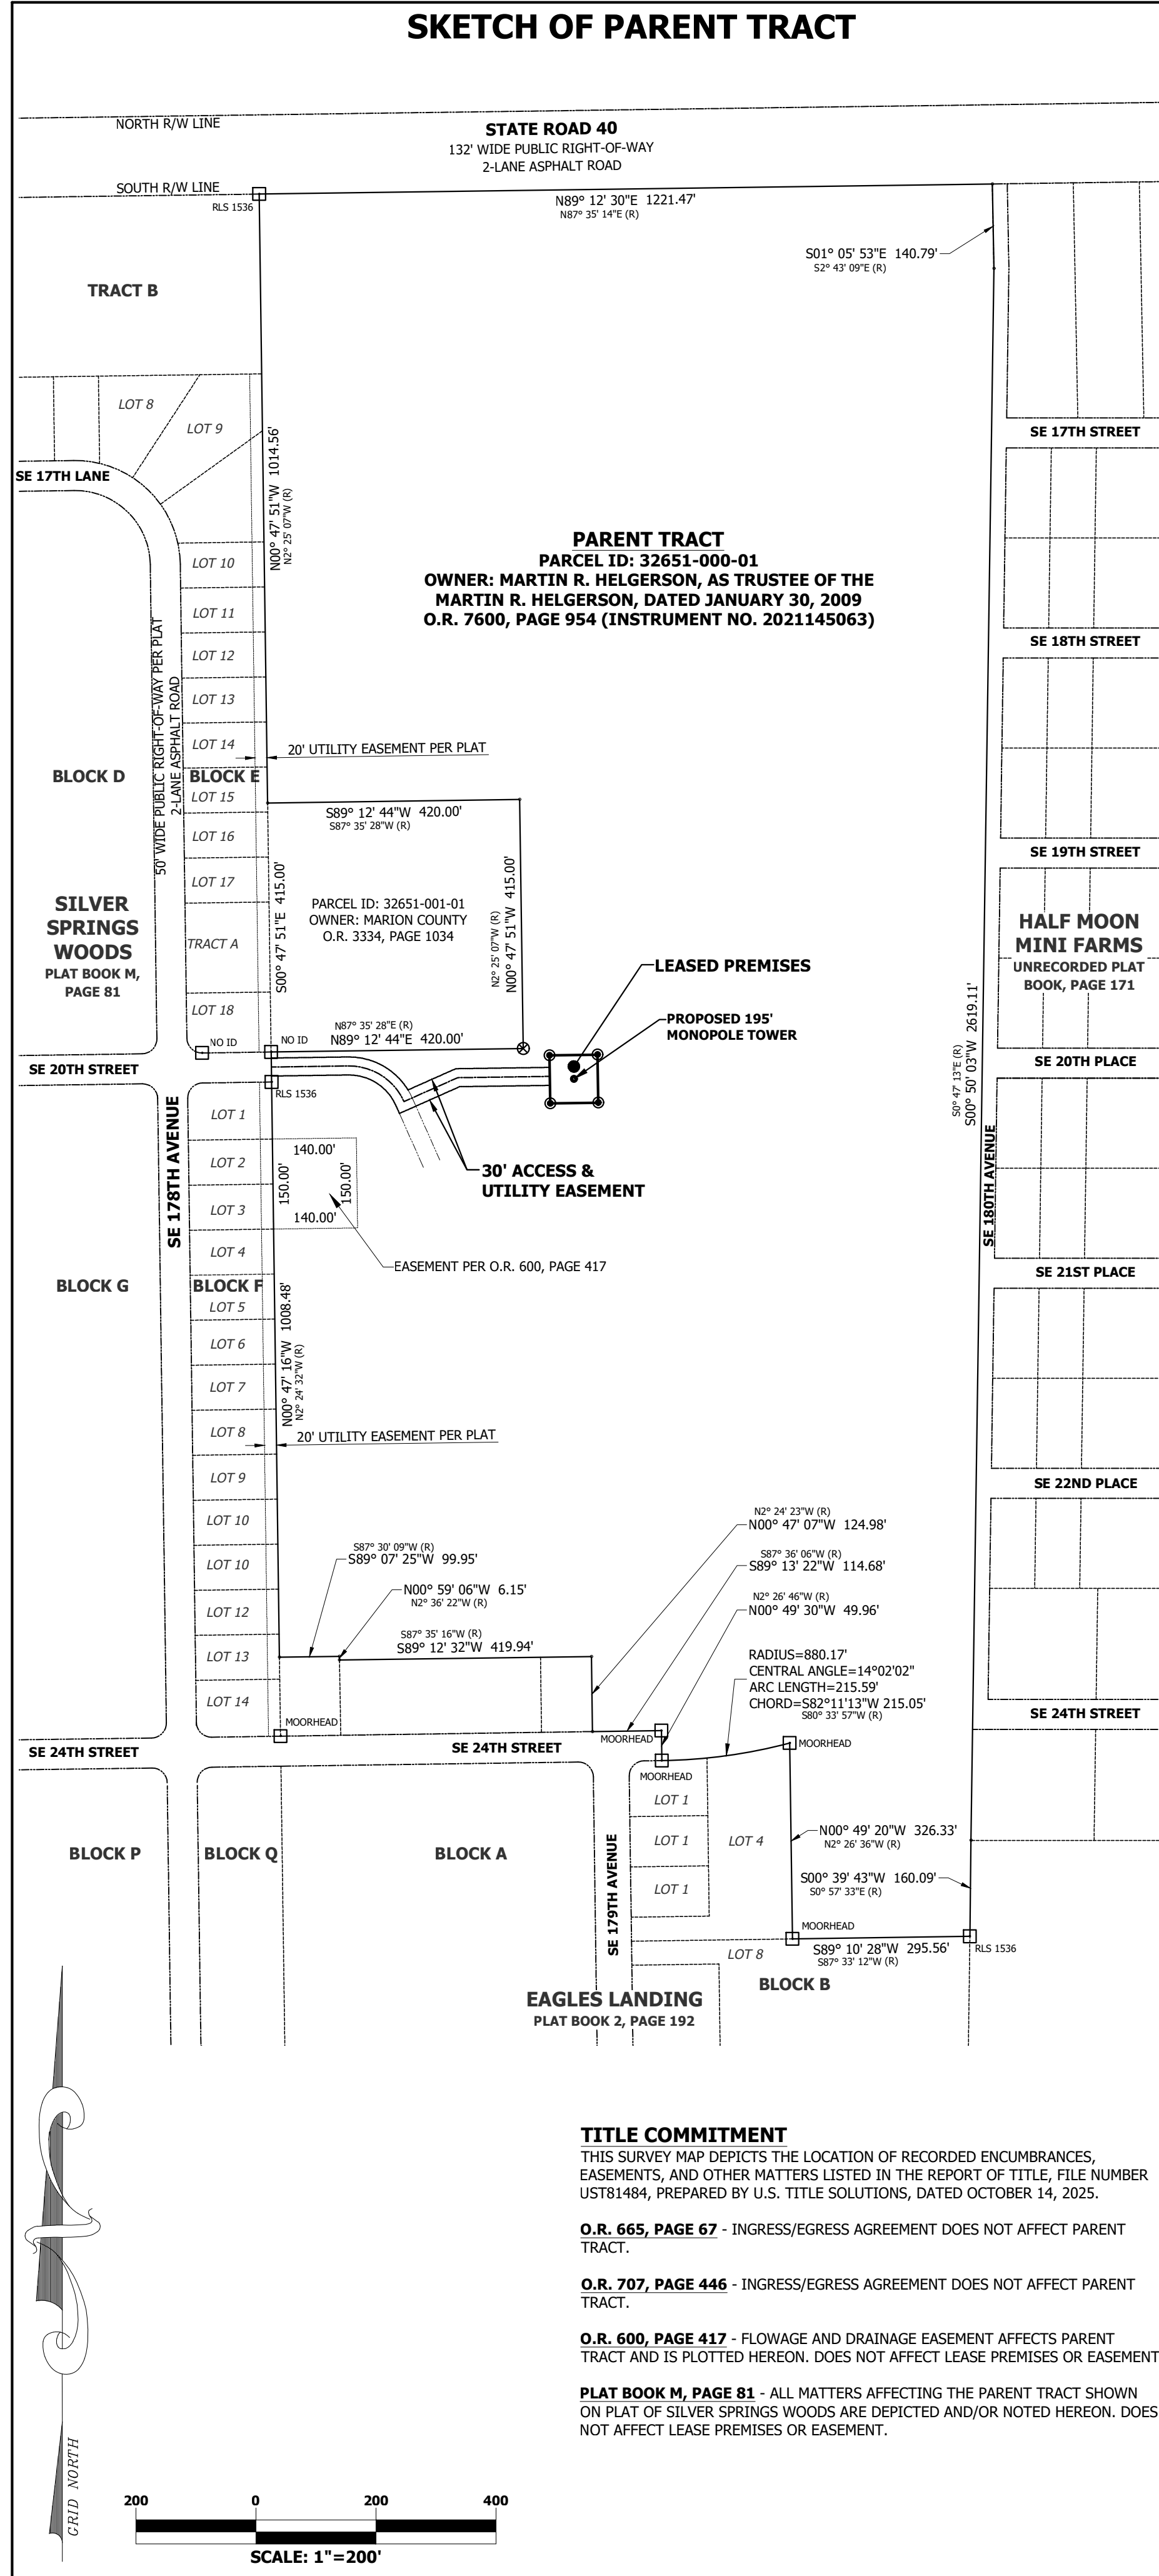 SKETCH OF PARENT TRACT
NORTH R/W LINE
STATE ROAD 40
132' WIDE PUBLIC RIGHT-OF-WAY
2-LANE ASPHALT ROAD
SOUTH R/W LINE
RLS 1536
N89° 12' 30"E 1221.47'
N87° 35' 14"E (R)
S01° 05' 53"E 140.79'
S2° 43' 09"E (R)
TRACT B
LOT 8
LOT 9
SE 17TH LANE
SE 17TH STREET
N00° 47' 51"W 1014.56'
N2° 25' 07"W (R)
PARENT TRACT
PARCEL ID: 32651-000-01
OWNER: MARTIN R. HELGERSON, AS TRUSTEE OF THE
MARTIN R. HELGERSON, DATED JANUARY 30, 2009
O.R. 7600, PAGE 954 (INSTRUMENT NO. 2021145063)
LOT 10
LOT 11
LOT 12
LOT 13
LOT 14
50' WIDE PUBLIC RIGHT-OF-WAY PER PLAT
2-LANE ASPHALT ROAD
SE 18TH STREET
20' UTILITY EASEMENT PER PLAT
BLOCK D
BLOCK E
LOT 15
LOT 16
LOT 17
TRACT A
LOT 18
S89° 12' 44"W 420.00'
S87° 35' 28"W (R)
SE 19TH STREET
SILVER
SPRINGS
WOODS
PLAT BOOK M,
PAGE 81
S00° 47' 51"E 415.00'
PARCEL ID: 32651-001-01
OWNER: MARION COUNTY
O.R. 3334, PAGE 1034
N2° 25' 07"W (R)
N00° 47' 51"W 415.00'
HALF MOON
MINI FARMS
UNRECORDED PLAT
BOOK, PAGE 171
LEASED PREMISES
PROPOSED 195'
MONOPOLE TOWER
S0° 47' 13"E (R)
S00° 50' 03"W 2619.11'
NO ID
NO ID
N87° 35' 28"E (R)
N89° 12' 44"E 420.00'
SE 20TH STREET
SE 20TH PLACE
RLS 1536
LOT 1
LOT 2
LOT 3
LOT 4
SE 178TH AVENUE
140.00'
150.00'
150.00'
140.00'
30' ACCESS &
UTILITY EASEMENT
SE 180TH AVENUE
EASEMENT PER O.R. 600, PAGE 417
SE 21ST PLACE
BLOCK G
BLOCK F
LOT 5
LOT 6
LOT 7
LOT 8
LOT 9
LOT 10
LOT 10
LOT 12
LOT 13
LOT 14
N00° 47' 16"W 1008.48'
N2° 24' 32"W (R)
20' UTILITY EASEMENT PER PLAT
SE 22ND PLACE
N2° 24' 23"W (R)
N00° 47' 07"W 124.98'
S87° 30' 09"W (R)
S89° 07' 25"W 99.95'
S87° 36' 06"W (R)
S89° 13' 22"W 114.68'
N00° 59' 06"W 6.15'
N2° 36' 22"W (R)
N2° 26' 46"W (R)
N00° 49' 30"W 49.96'
S87° 35' 16"W (R)
S89° 12' 32"W 419.94'
RADIUS=880.17'
CENTRAL ANGLE=14°02'02"
ARC LENGTH=215.59'
CHORD=S82°11'13"W 215.05'
S80° 33' 57"W (R)
MOORHEAD
MOORHEAD
MOORHEAD
MOORHEAD
SE 24TH STREET
SE 24TH STREET
SE 24TH STREET
LOT 1
LOT 1
LOT 1
LOT 4
N00° 49' 20"W 326.33'
N2° 26' 36"W (R)
BLOCK P
BLOCK Q
BLOCK A
SE 179TH AVENUE
S00° 39' 43"W 160.09'
S0° 57' 33"E (R)
MOORHEAD
LOT 8
S89° 10' 28"W 295.56'
S87° 33' 12"W (R)
RLS 1536
BLOCK B
EAGLES LANDING
PLAT BOOK 2, PAGE 192
TITLE COMMITMENT
THIS SURVEY MAP DEPICTS THE LOCATION OF RECORDED ENCUMBRANCES,
EASEMENTS, AND OTHER MATTERS LISTED IN THE REPORT OF TITLE, FILE NUMBER
UST81484, PREPARED BY U.S. TITLE SOLUTIONS, DATED OCTOBER 14, 2025.
O.R. 665, PAGE 67 - INGRESS/EGRESS AGREEMENT DOES NOT AFFECT PARENT
TRACT.
O.R. 707, PAGE 446 - INGRESS/EGRESS AGREEMENT DOES NOT AFFECT PARENT
TRACT.
O.R. 600, PAGE 417 - FLOWAGE AND DRAINAGE EASEMENT AFFECTS PARENT
TRACT AND IS PLOTTED HEREON. DOES NOT AFFECT LEASE PREMISES OR EASEMENT
PLAT BOOK M, PAGE 81 - ALL MATTERS AFFECTING THE PARENT TRACT SHOWN
ON PLAT OF SILVER SPRINGS WOODS ARE DEPICTED AND/OR NOTED HEREON. DOES
NOT AFFECT LEASE PREMISES OR EASEMENT.
GRID NORTH
200 0 200 400
SCALE: 1"=200'